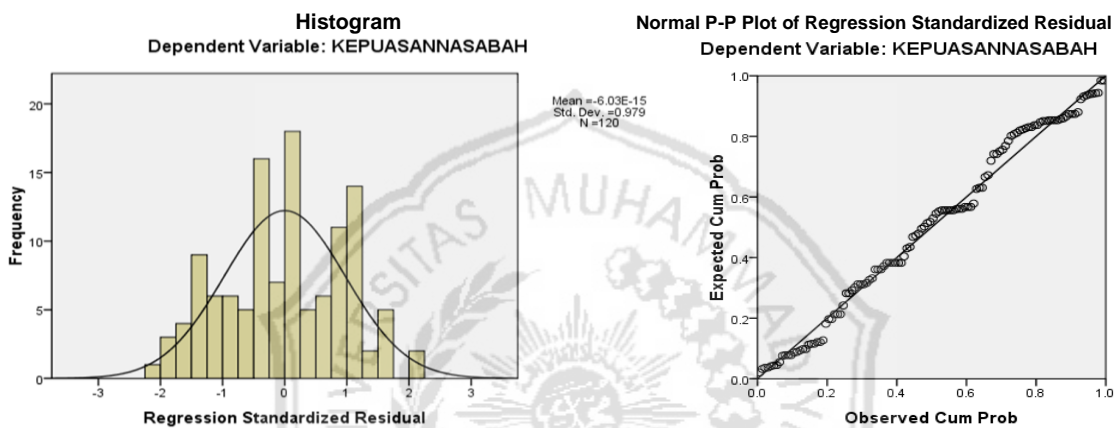 Histogram
Dependent Variable: KEPUASANNASABAH
Mean =-6.03E-15
Std. Dev. =0.979
N =120
Frequency
20
15
10
5
0
-3 -2 -1 0 1 2 3
Regression Standardized Residual
Normal P-P Plot of Regression Standardized Residual
Dependent Variable: KEPUASANNASABAH
Expected Cum Prob
1.0
0.8
0.6
0.4
0.2
0.0
0.0 0.2 0.4 0.6 0.8 1.0
Observed Cum Prob